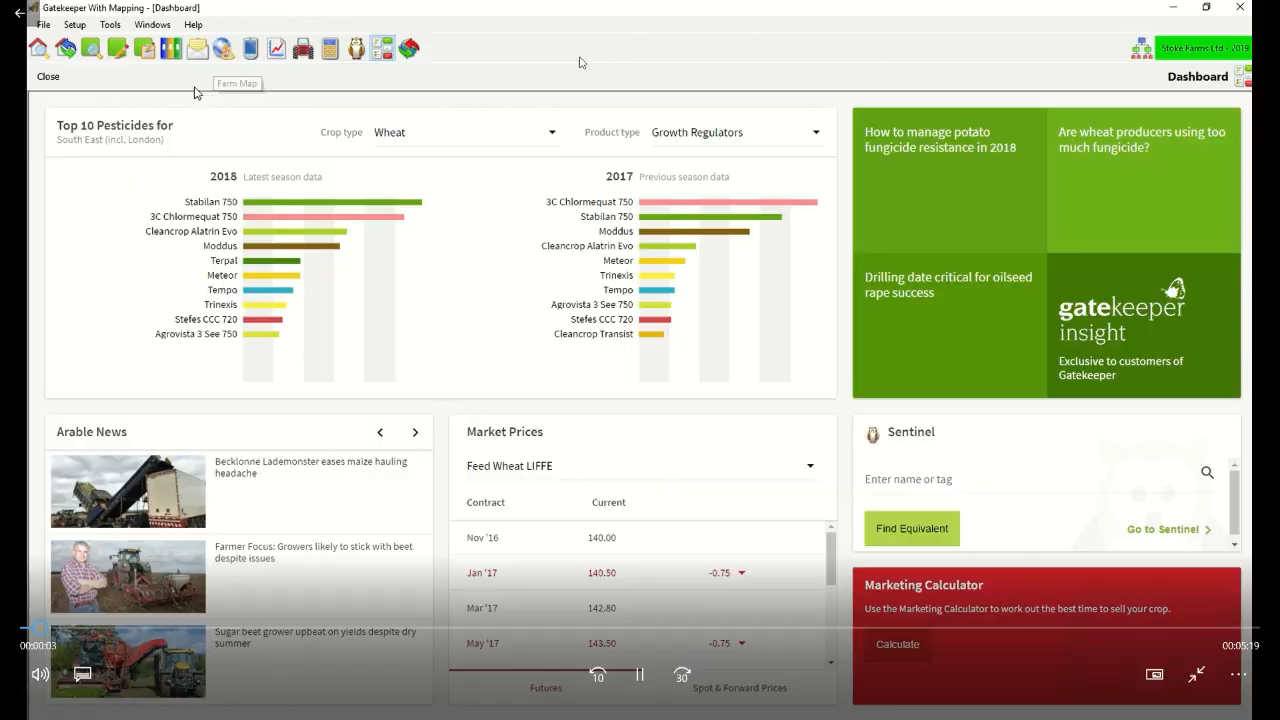 Gatekeeper With Mapping - [Dashboard]
File Setup Tools Windows Help
Stoke Farms Ltd - 2019
Close
Farm Map
Dashboard
Top 10 Pesticides for
South East (incl. London)
Crop type Wheat
Product type Growth Regulators
2018 Latest season data
Stabilan 750
3C Chlormequat 750
Cleancrop Alatrin Evo
Moddus
Terpal
Meteor
Tempo
Trinexis
Stefes CCC 720
Agrovista 3 See 750
2017 Previous season data
3C Chlormequat 750
Stabilan 750
Moddus
Cleancrop Alatrin Evo
Meteor
Trinexis
Tempo
Agrovista 3 See 750
Stefes CCC 720
Cleancrop Transist
How to manage potato
fungicide resistance in 2018
Are wheat producers using too
much fungicide?
Drilling date critical for oilseed
rape success
gatekeeper
insight
Exclusive to customers of
Gatekeeper
Arable News
Becklonne Lademonster eases maize hauling
headache
Farmer Focus: Growers likely to stick with beet
despite issues
Sugar beet grower upbeat on yields despite dry
summer
Market Prices
Feed Wheat LIFFE
Contract Current
Nov '16 140.00
Jan '17 140.50 -0.75
Mar '17 142.80
May '17 143.50 -0.75
Futures Spot & Forward Prices
Sentinel
Enter name or tag
Find Equivalent
Go to Sentinel
Marketing Calculator
Use the Marketing Calculator to work out the best time to sell your crop.
Calculate
00:00:03
00:05:19
10
30